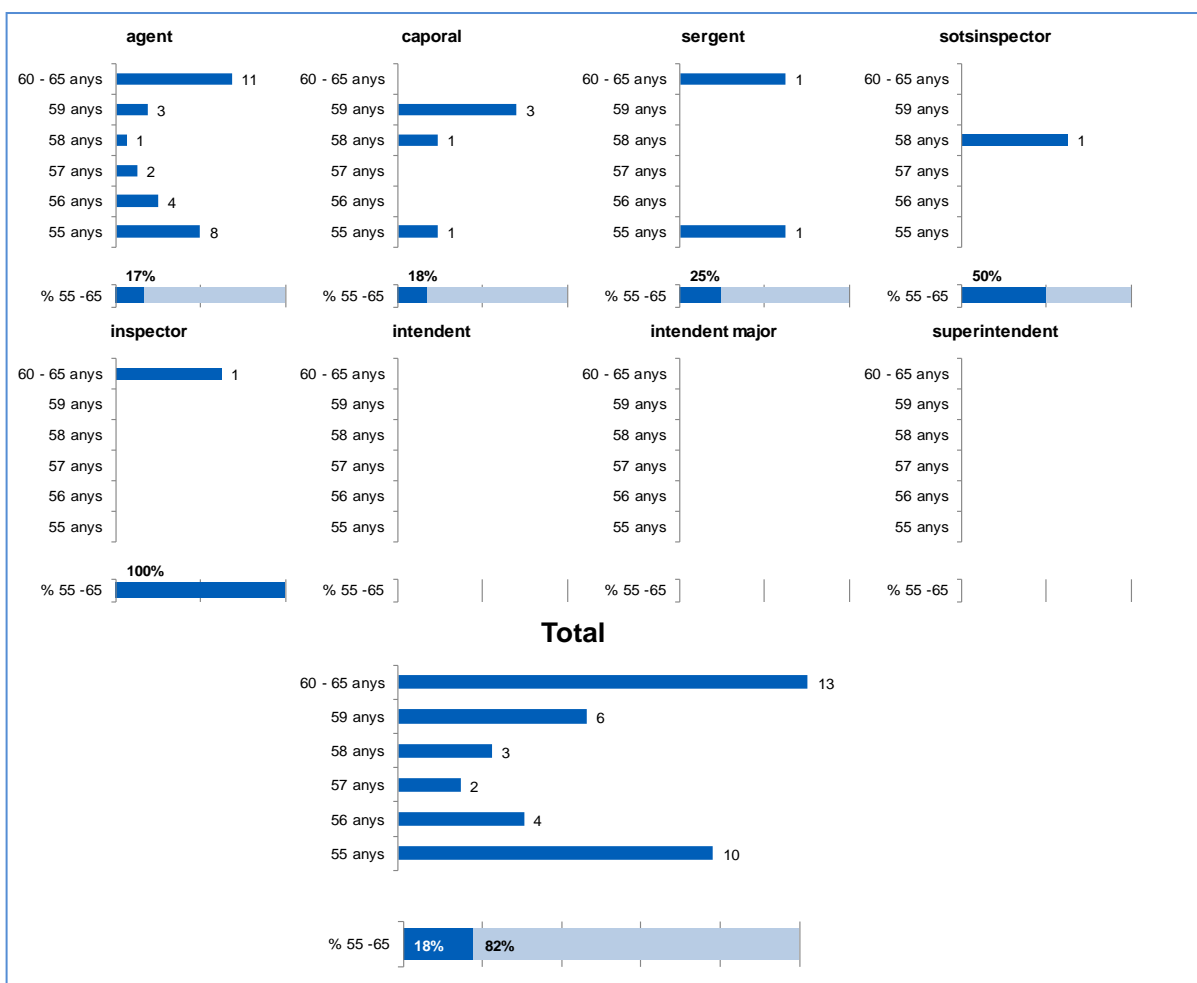 agent caporal sergent sotsinspector
60 - 65 anys 11 60 - 65 anys 60 - 65 anys 1 60 - 65 anys
59 anys 3 59 anys 3 59 anys 59 anys
58 anys 1 58 anys 1 58 anys 58 anys 1
57 anys 2 57 anys 57 anys 57 anys
56 anys 4 56 anys 56 anys 56 anys
55 anys 8 55 anys 1 55 anys 1 55 anys
17% 18% 25% 50%
% 55 -65 % 55 -65 % 55 -65 % 55 -65
inspector intendent intendent major superintendent
60 - 65 anys 1 60 - 65 anys 60 - 65 anys 60 - 65 anys
59 anys 59 anys 59 anys 59 anys
58 anys 58 anys 58 anys 58 anys
57 anys 57 anys 57 anys 57 anys
56 anys 56 anys 56 anys 56 anys
55 anys 55 anys 55 anys 55 anys
100%
% 55 -65 % 55 -65 % 55 -65 % 55 -65
Total
60 - 65 anys 13
59 anys 6
58 anys 3
57 anys 2
56 anys 4
55 anys 10
% 55 -65 18% 82%